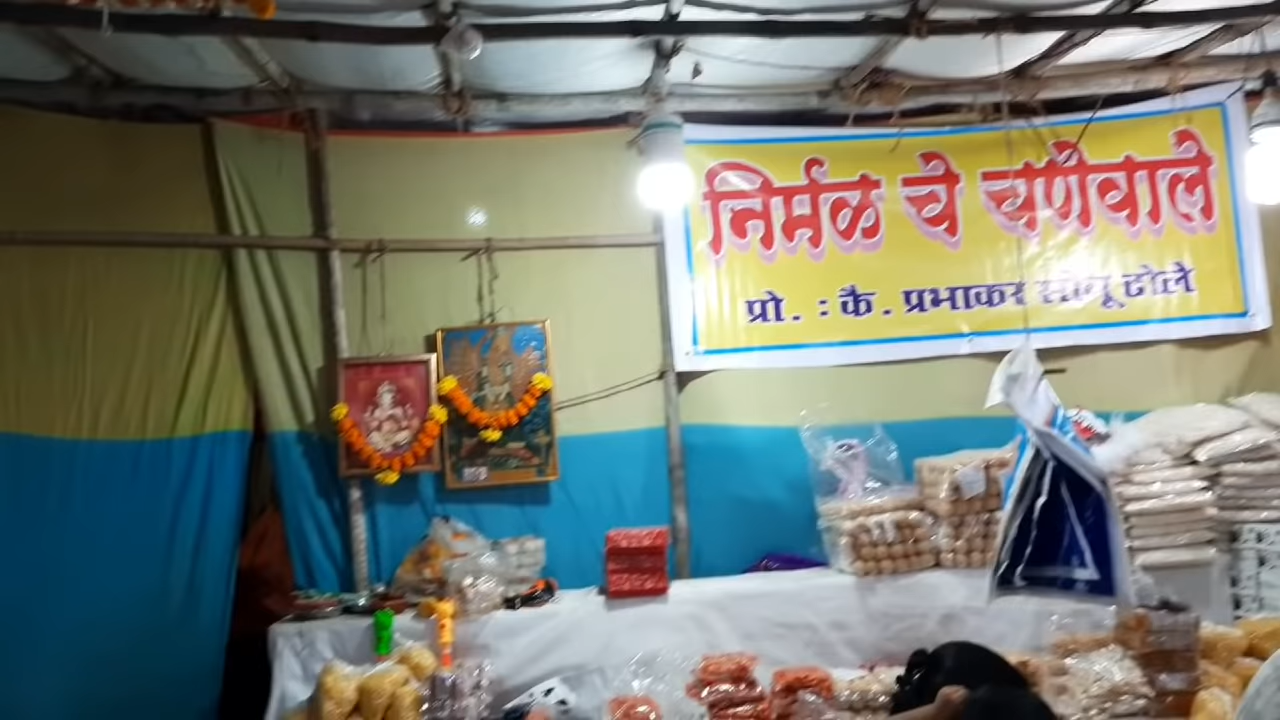 निर्मळ चे चणेवाले
प्रो. : कै. प्रभाकर सोनू ढोले